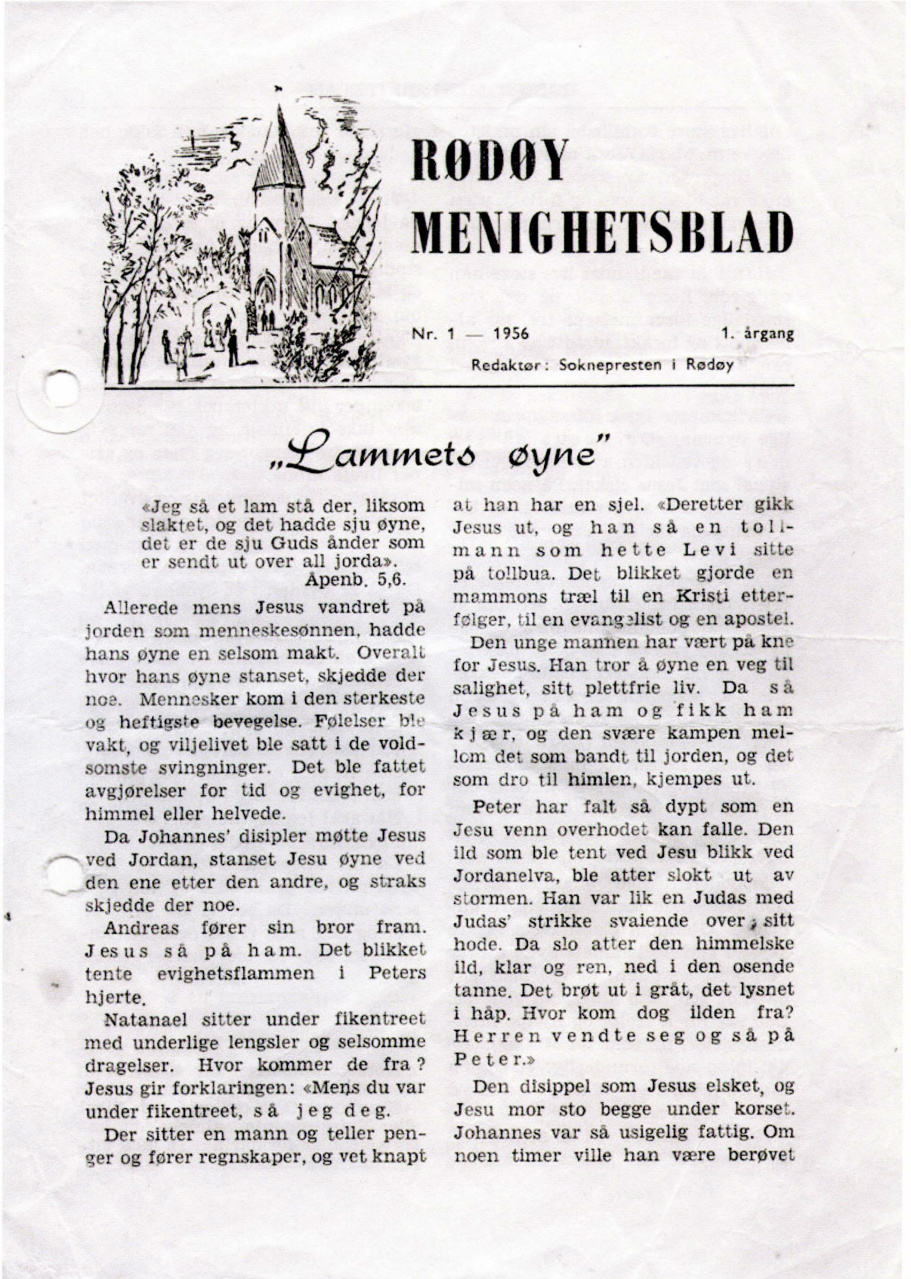 RØDØY
MENIGHETSBLAD
Nr. 1 — 1956 1. årgang
Redaktør: Soknepresten i Rødøy
„Lammets øyne”
«Jeg så et lam stå der, liksom
slaktet, og det hadde sju øyne,
det er de sju Guds ånder som
er sendt ut over all jorda».
Åpenb. 5,6.
Allerede mens Jesus vandret på
jorden som menneskesønnen, hadde
hans øyne en selsom makt. Overalt
hvor hans øyne stanset, skjedde der
noe. Mennesker kom i den sterkeste
og heftigste bevegelse. Følelser ble
vakt, og viljelivet ble satt i de vold-
somste svingninger. Det ble fattet
avgjørelser for tid og evighet, for
himmel eller helvede.
Da Johannes' disipler møtte Jesus
ved Jordan, stanset Jesu øyne ved
den ene etter den andre, og straks
skjedde der noe.
Andreas fører sin bror fram.
Jesus så på ham. Det blikket
tente evighetsflammen i Peters
hjerte.
Natanael sitter under fikentreet
med underlige lengsler og selsomme
dragelser. Hvor kommer de fra?
Jesus gir forklaringen: «Mens du var
under fikentreet, så jeg deg.
Der sitter en mann og teller pen-
ger og fører regnskaper, og vet knapt
at han har en sjel. «Deretter gikk
Jesus ut, og han så en toll-
mann som hette Levi sitte
på tollbua. Det blikket gjorde en
mammons træl til en Kristi etter-
følger, til en evangelist og en apostel.
Den unge mannen har vært på kne
for Jesus. Han tror å øyne en veg til
salighet, sitt plettfrie liv. Da så
Jesus på ham og fikk ham
kjær, og den svære kampen mel-
lom det som bandt til jorden, og det
som dro til himlen, kjempes ut.
Peter har falt så dypt som en
Jesu venn overhodet kan falle. Den
ild som ble tent ved Jesu blikk ved
Jordanelva, ble atter slokt ut av
stormen. Han var lik en Judas med
Judas' strikke svaiende over sitt
hode. Da slo atter den himmelske
ild, klar og ren, ned i den osende
tanne. Det brøt ut i gråt, det lysnet
i håp. Hvor kom dog ilden fra?
Herren vendte seg og så på
Peter.»
Den disippel som Jesus elsket, og
Jesu mor sto begge under korset.
Johannes var så usigelig fattig. Om
noen timer ville han være berøvet